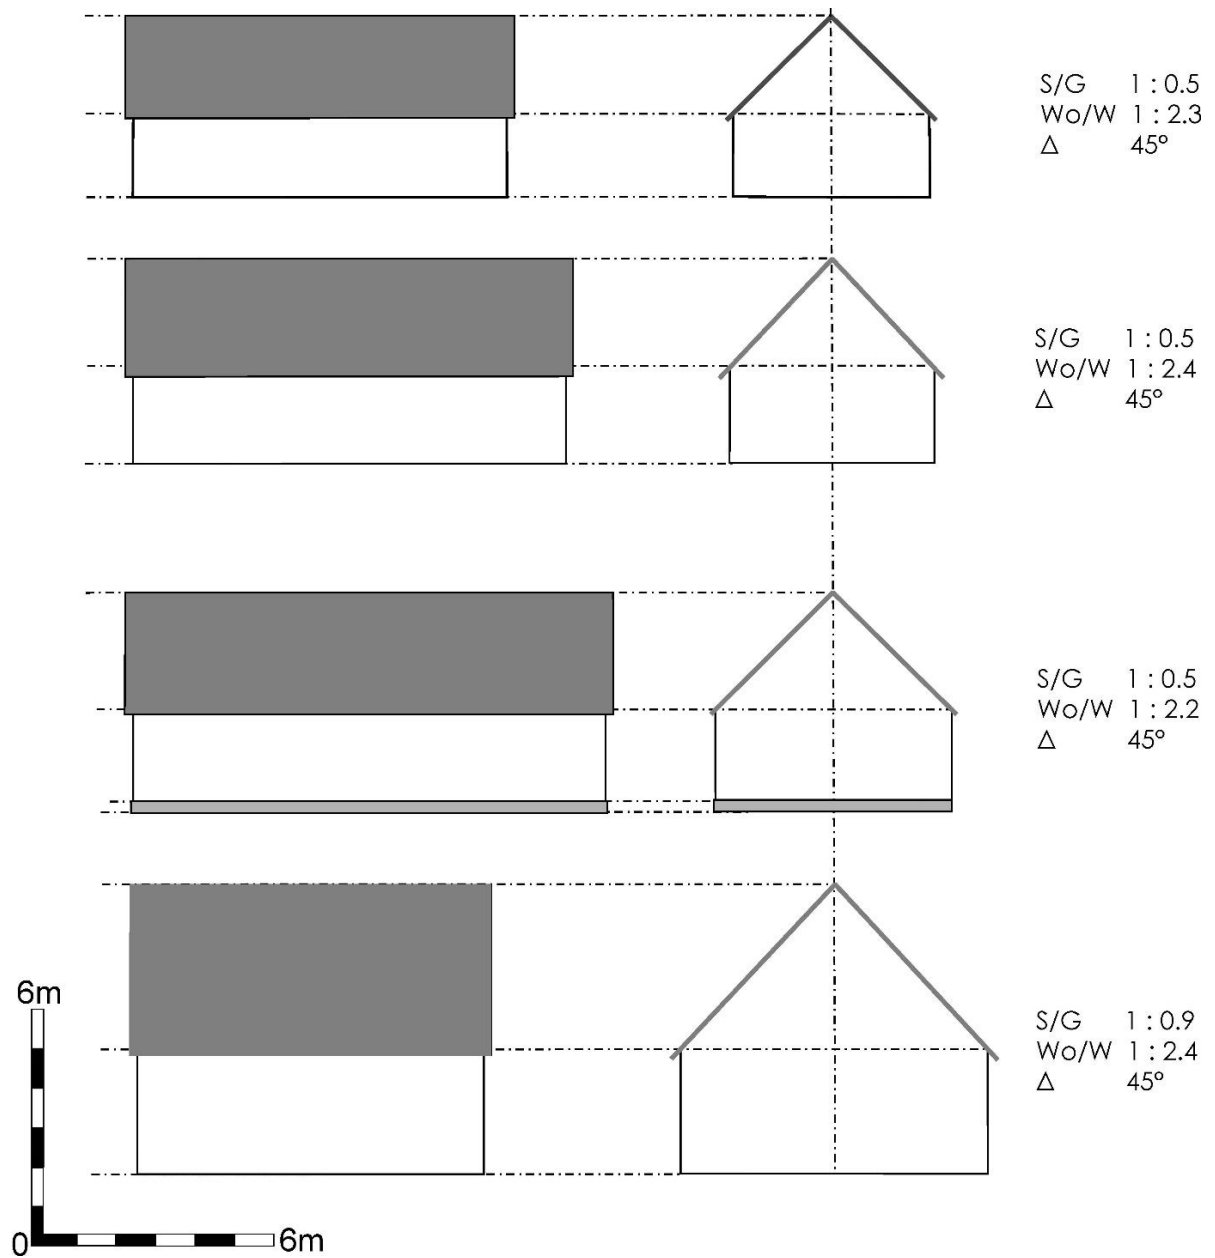 S/G 1 : 0.5
Wo/W 1 : 2.3
Δ 45°
S/G 1 : 0.5
Wo/W 1 : 2.4
Δ 45°
S/G 1 : 0.5
Wo/W 1 : 2.2
Δ 45°
6m
S/G 1 : 0.9
Wo/W 1 : 2.4
Δ 45°
0
6m